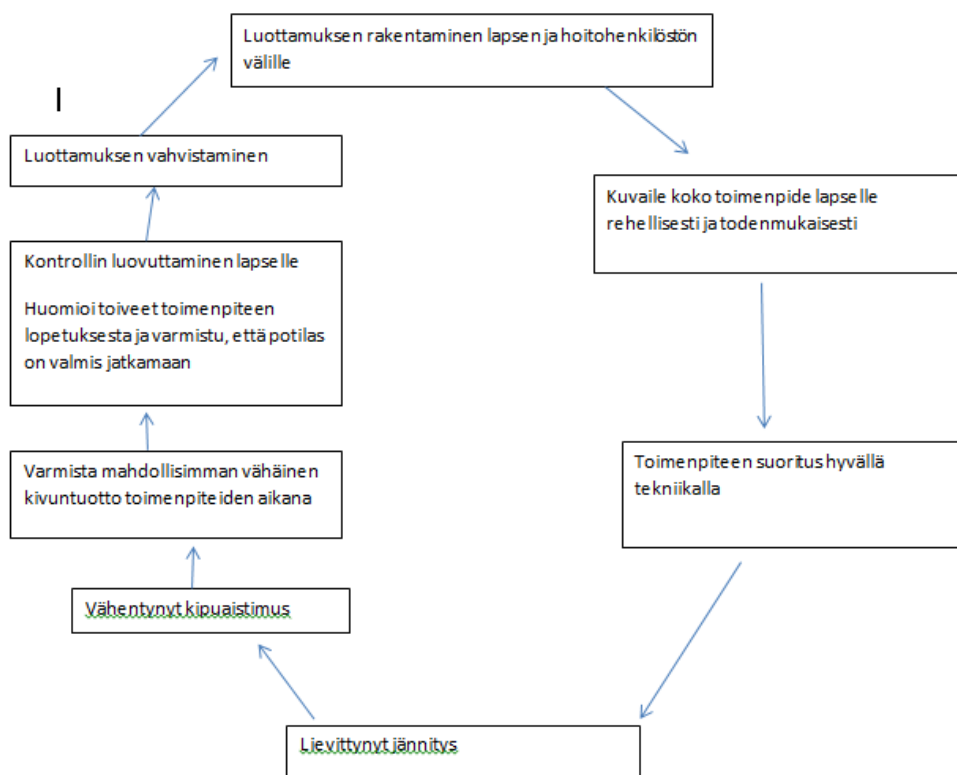 Luottamuksen rakentaminen lapsen ja hoitohenkilöstön
välille
Kuvaile koko toimenpide lapselle
rehellisesti ja todenmukaisesti
Toimenpiteen suoritus hyvällä
tekniikalla
Lievittynyt jännitys
Vähentynyt kipuaistimus
Varmista mahdollisimman vähäinen
kivuntuotto toimenpiteiden aikana
Kontrollin luovuttaminen lapselle
Huomioi toiveet toimenpiteen
lopetuksesta ja varmistu, että potilas
on valmis jatkamaan
Luottamuksen vahvistaminen